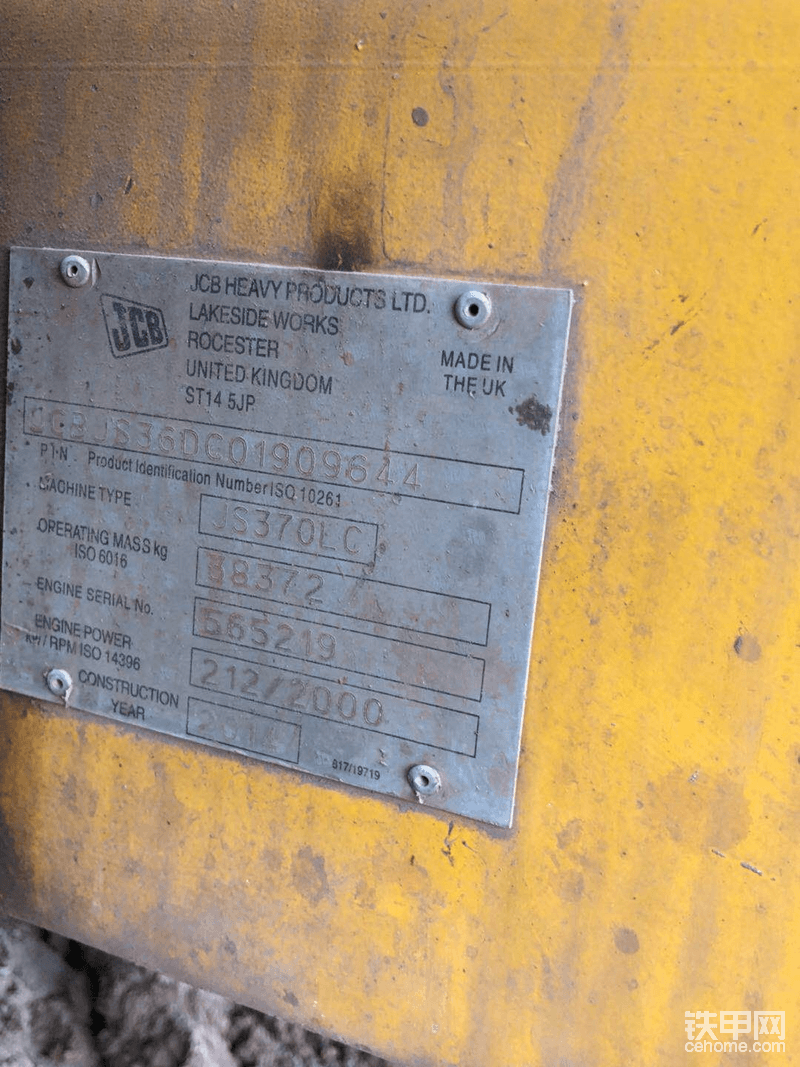 JCB
JCB HEAVY PRODUCTS LTD.
LAKESIDE WORKS
ROCESTER
UNITED KINGDOM
ST14 5JP
MADE IN
THE UK
JCBJS36DC01909644
P.I.N Product Identification Number ISO 10261
MACHINE TYPE
JS370LC
OPERATING MASS kg
ISO 6016
38372
ENGINE SERIAL No.
565219
ENGINE POWER
kW / RPM ISO 14396
212/2000
CONSTRUCTION
YEAR
817/19719
铁甲网
cehome.com